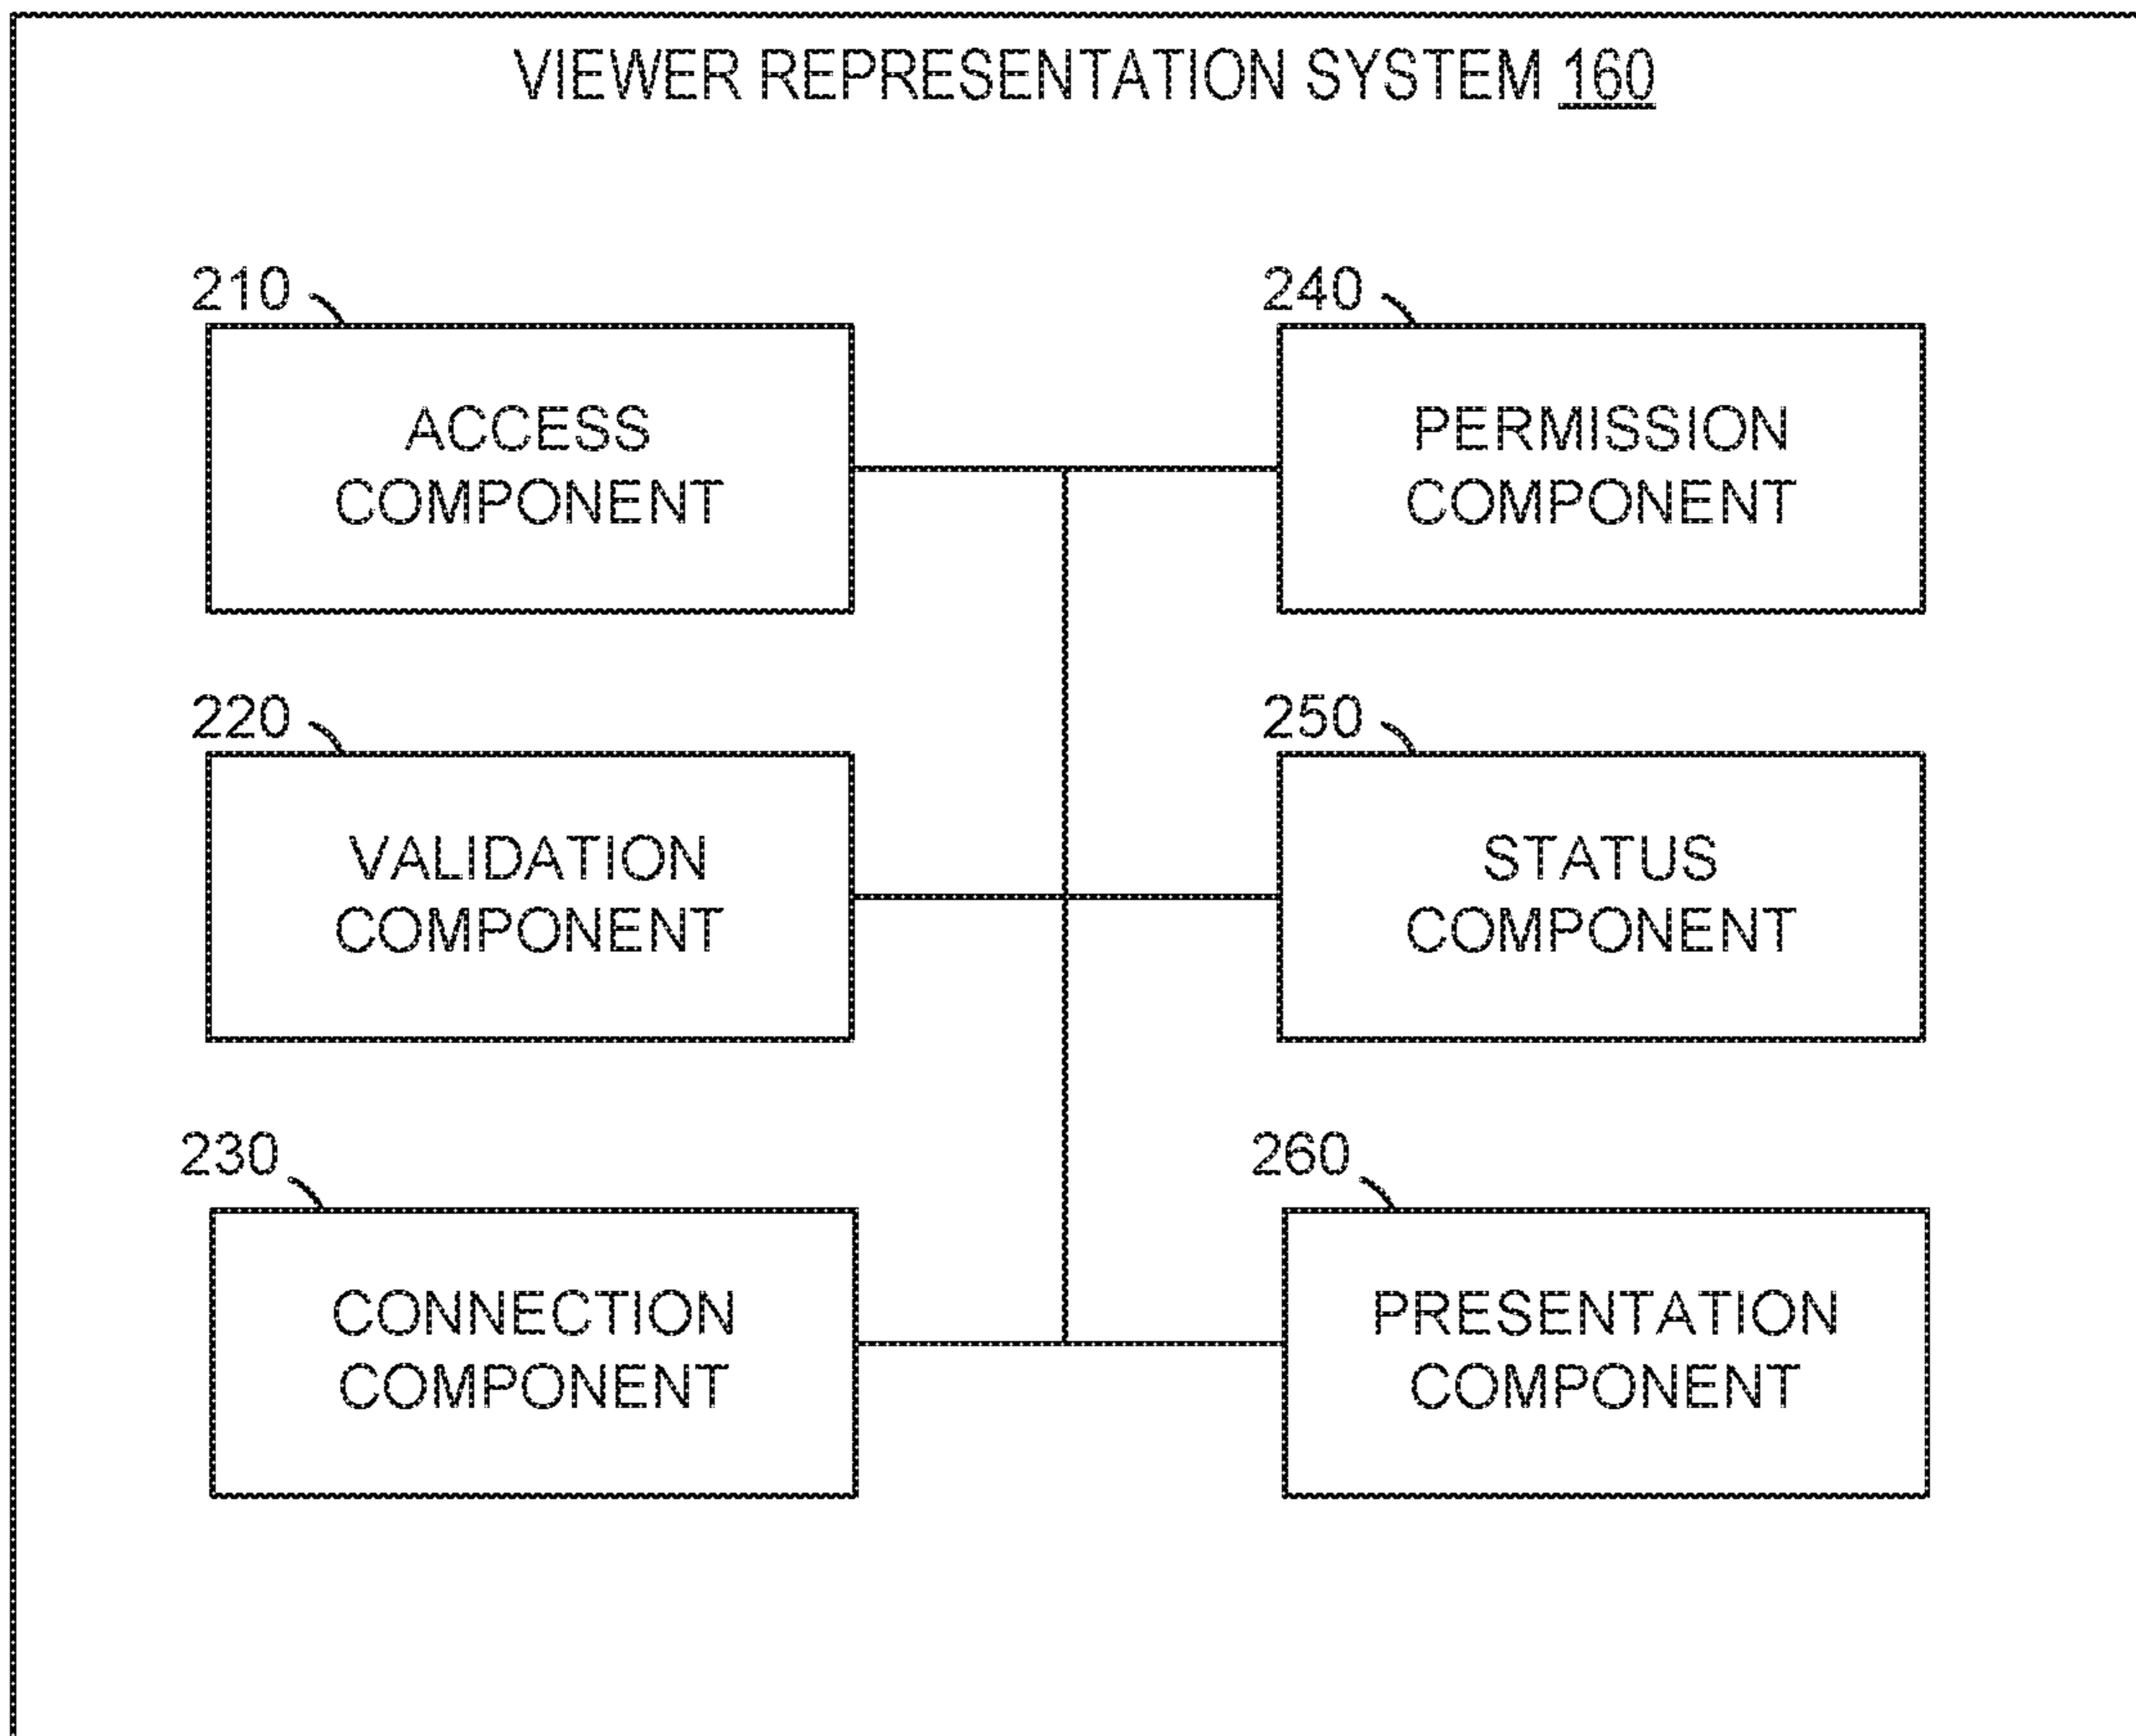 VIEWER REPRESENTATION SYSTEM 160
210
ACCESS
COMPONENT
240
PERMISSION
COMPONENT
220
VALIDATION
COMPONENT
250
STATUS
COMPONENT
230
CONNECTION
COMPONENT
260
PRESENTATION
COMPONENT